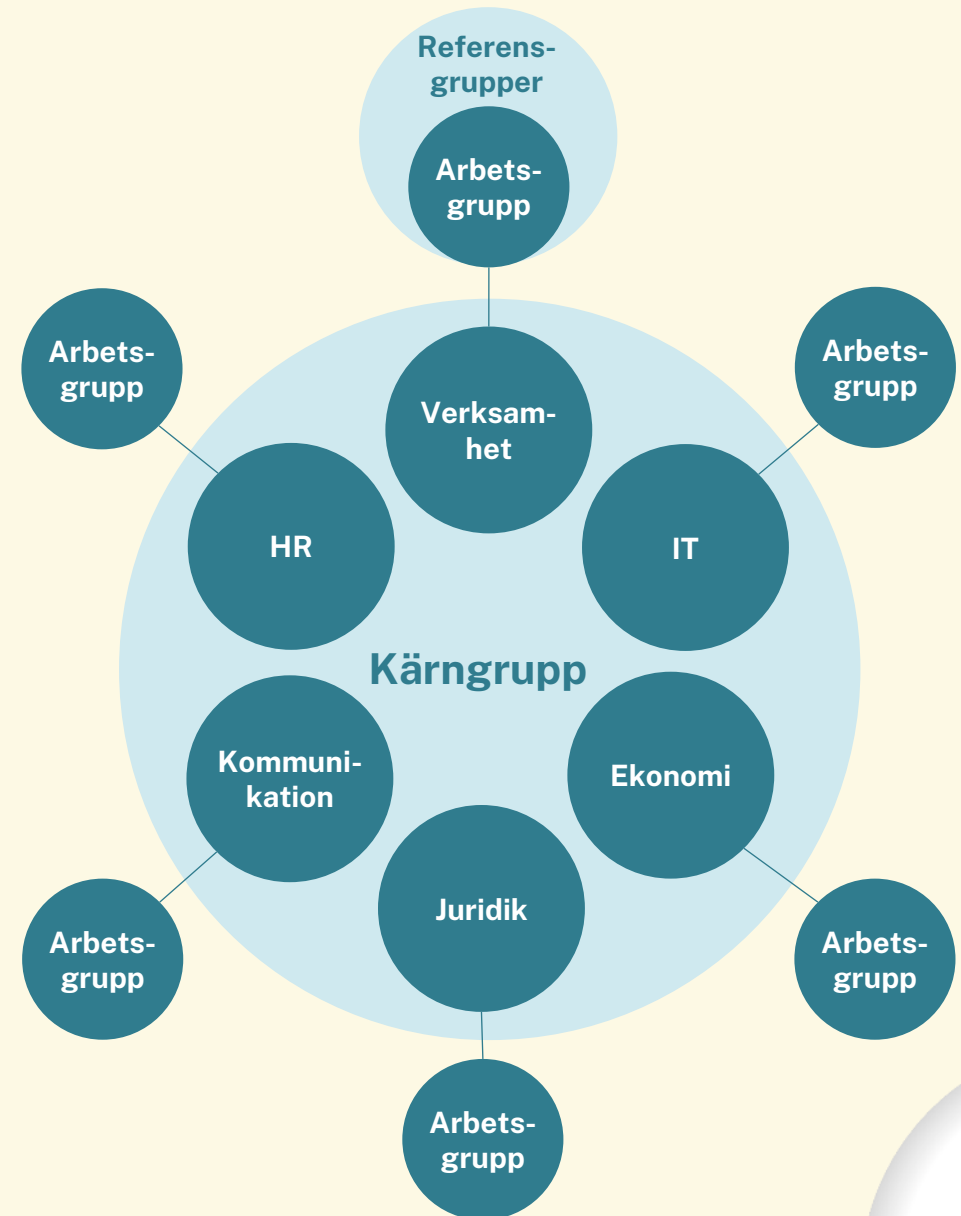 Referens-
grupper
Arbets-
grupp
Arbets-
grupp
Arbets-
grupp
Verksam-
het
HR
IT
Kärngrupp
Kommuni-
kation
Ekonomi
Juridik
Arbets-
grupp
Arbets-
grupp
Arbets-
grupp